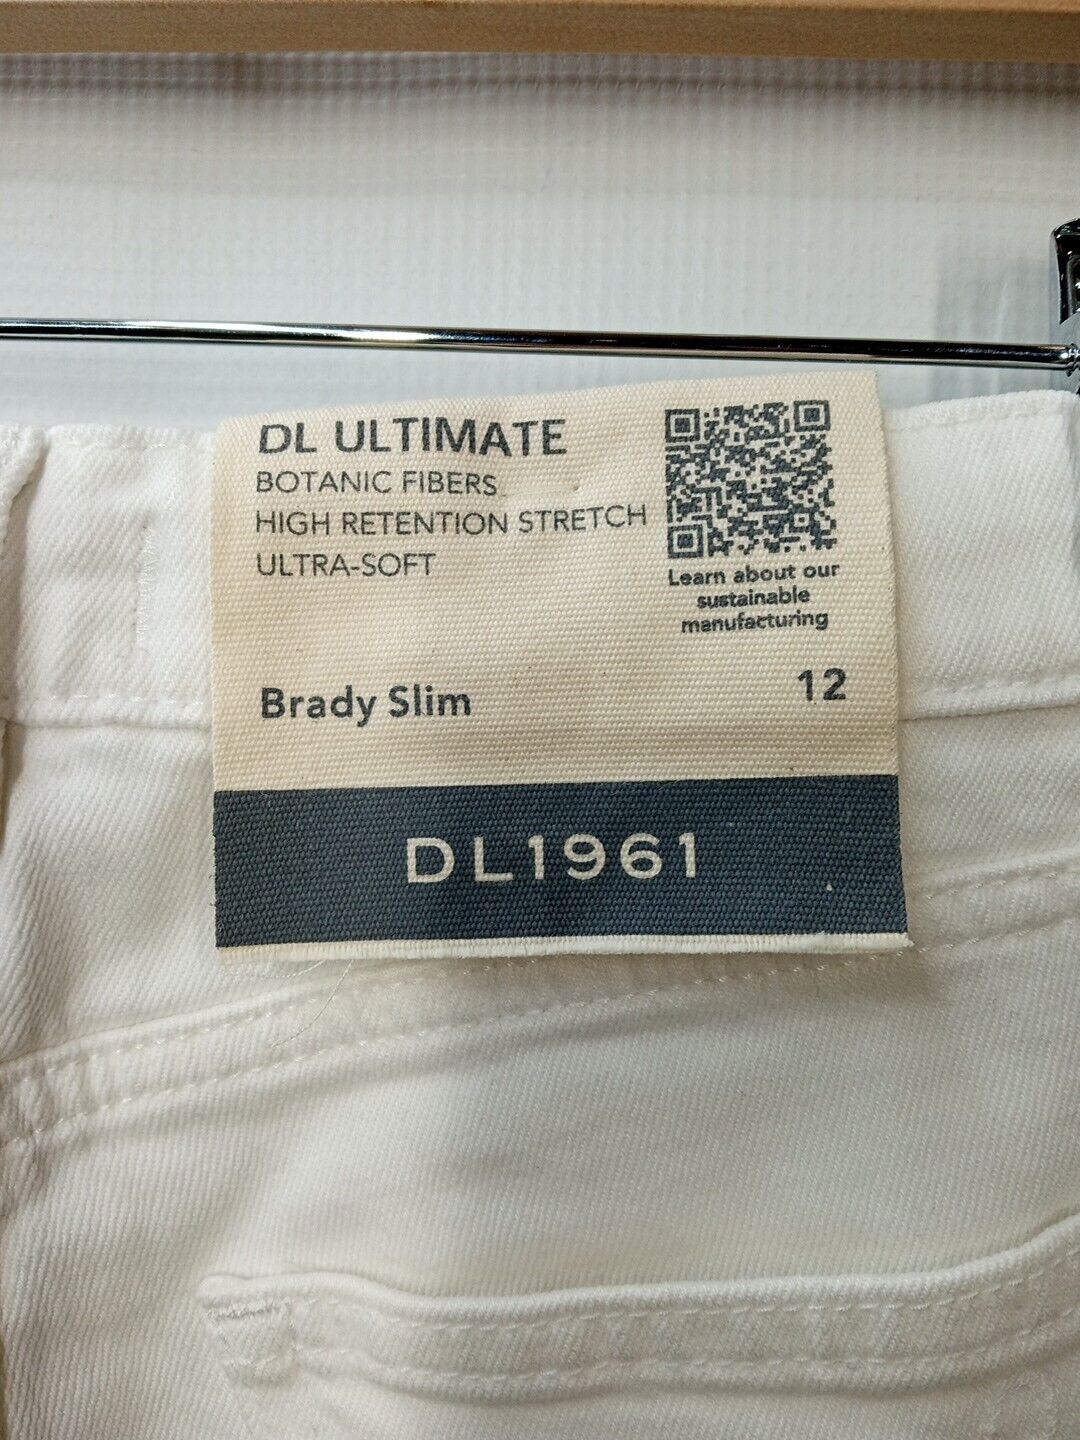 DL ULTIMATE
BOTANIC FIBERS
HIGH RETENTION STRETCH
ULTRA-SOFT
Learn about our
sustainable
manufacturing
Brady Slim 12
DL1961